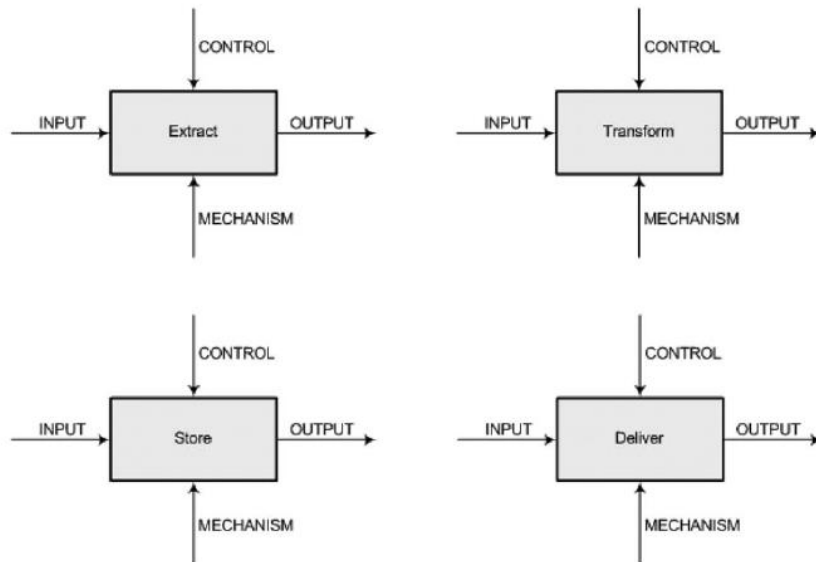 CONTROL
CONTROL
INPUT Extract OUTPUT
INPUT Transform OUTPUT
MECHANISM
MECHANISM
CONTROL
CONTROL
INPUT Store OUTPUT
INPUT Deliver OUTPUT
MECHANISM
MECHANISM